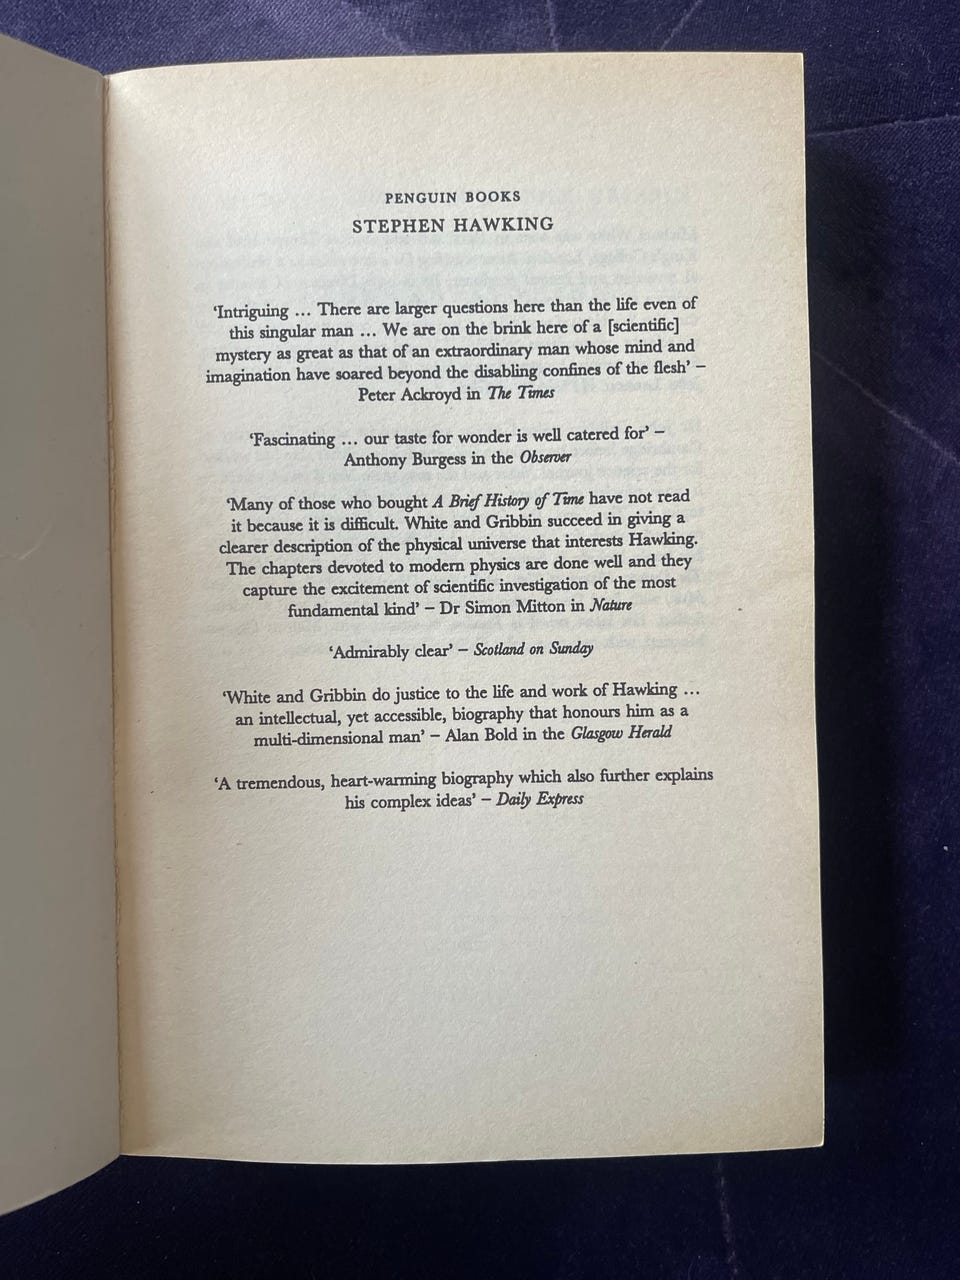 PENGUIN BOOKS
STEPHEN HAWKING
‘Intriguing ... There are larger questions here than the life even of
this singular man ... We are on the brink here of a [scientific]
mystery as great as that of an extraordinary man whose mind and
imagination have soared beyond the disabling confines of the flesh’ –
Peter Ackroyd in The Times
‘Fascinating ... our taste for wonder is well catered for’ –
Anthony Burgess in the Observer
‘Many of those who bought A Brief History of Time have not read
it because it is difficult. White and Gribbin succeed in giving a
clearer description of the physical universe that interests Hawking.
The chapters devoted to modern physics are done well and they
capture the excitement of scientific investigation of the most
fundamental kind’ – Dr Simon Mitton in Nature
‘Admirably clear’ – Scotland on Sunday
‘White and Gribbin do justice to the life and work of Hawking ...
an intellectual, yet accessible, biography that honours him as a
multi-dimensional man’ – Alan Bold in the Glasgow Herald
‘A tremendous, heart-warming biography which also further explains
his complex ideas’ – Daily Express